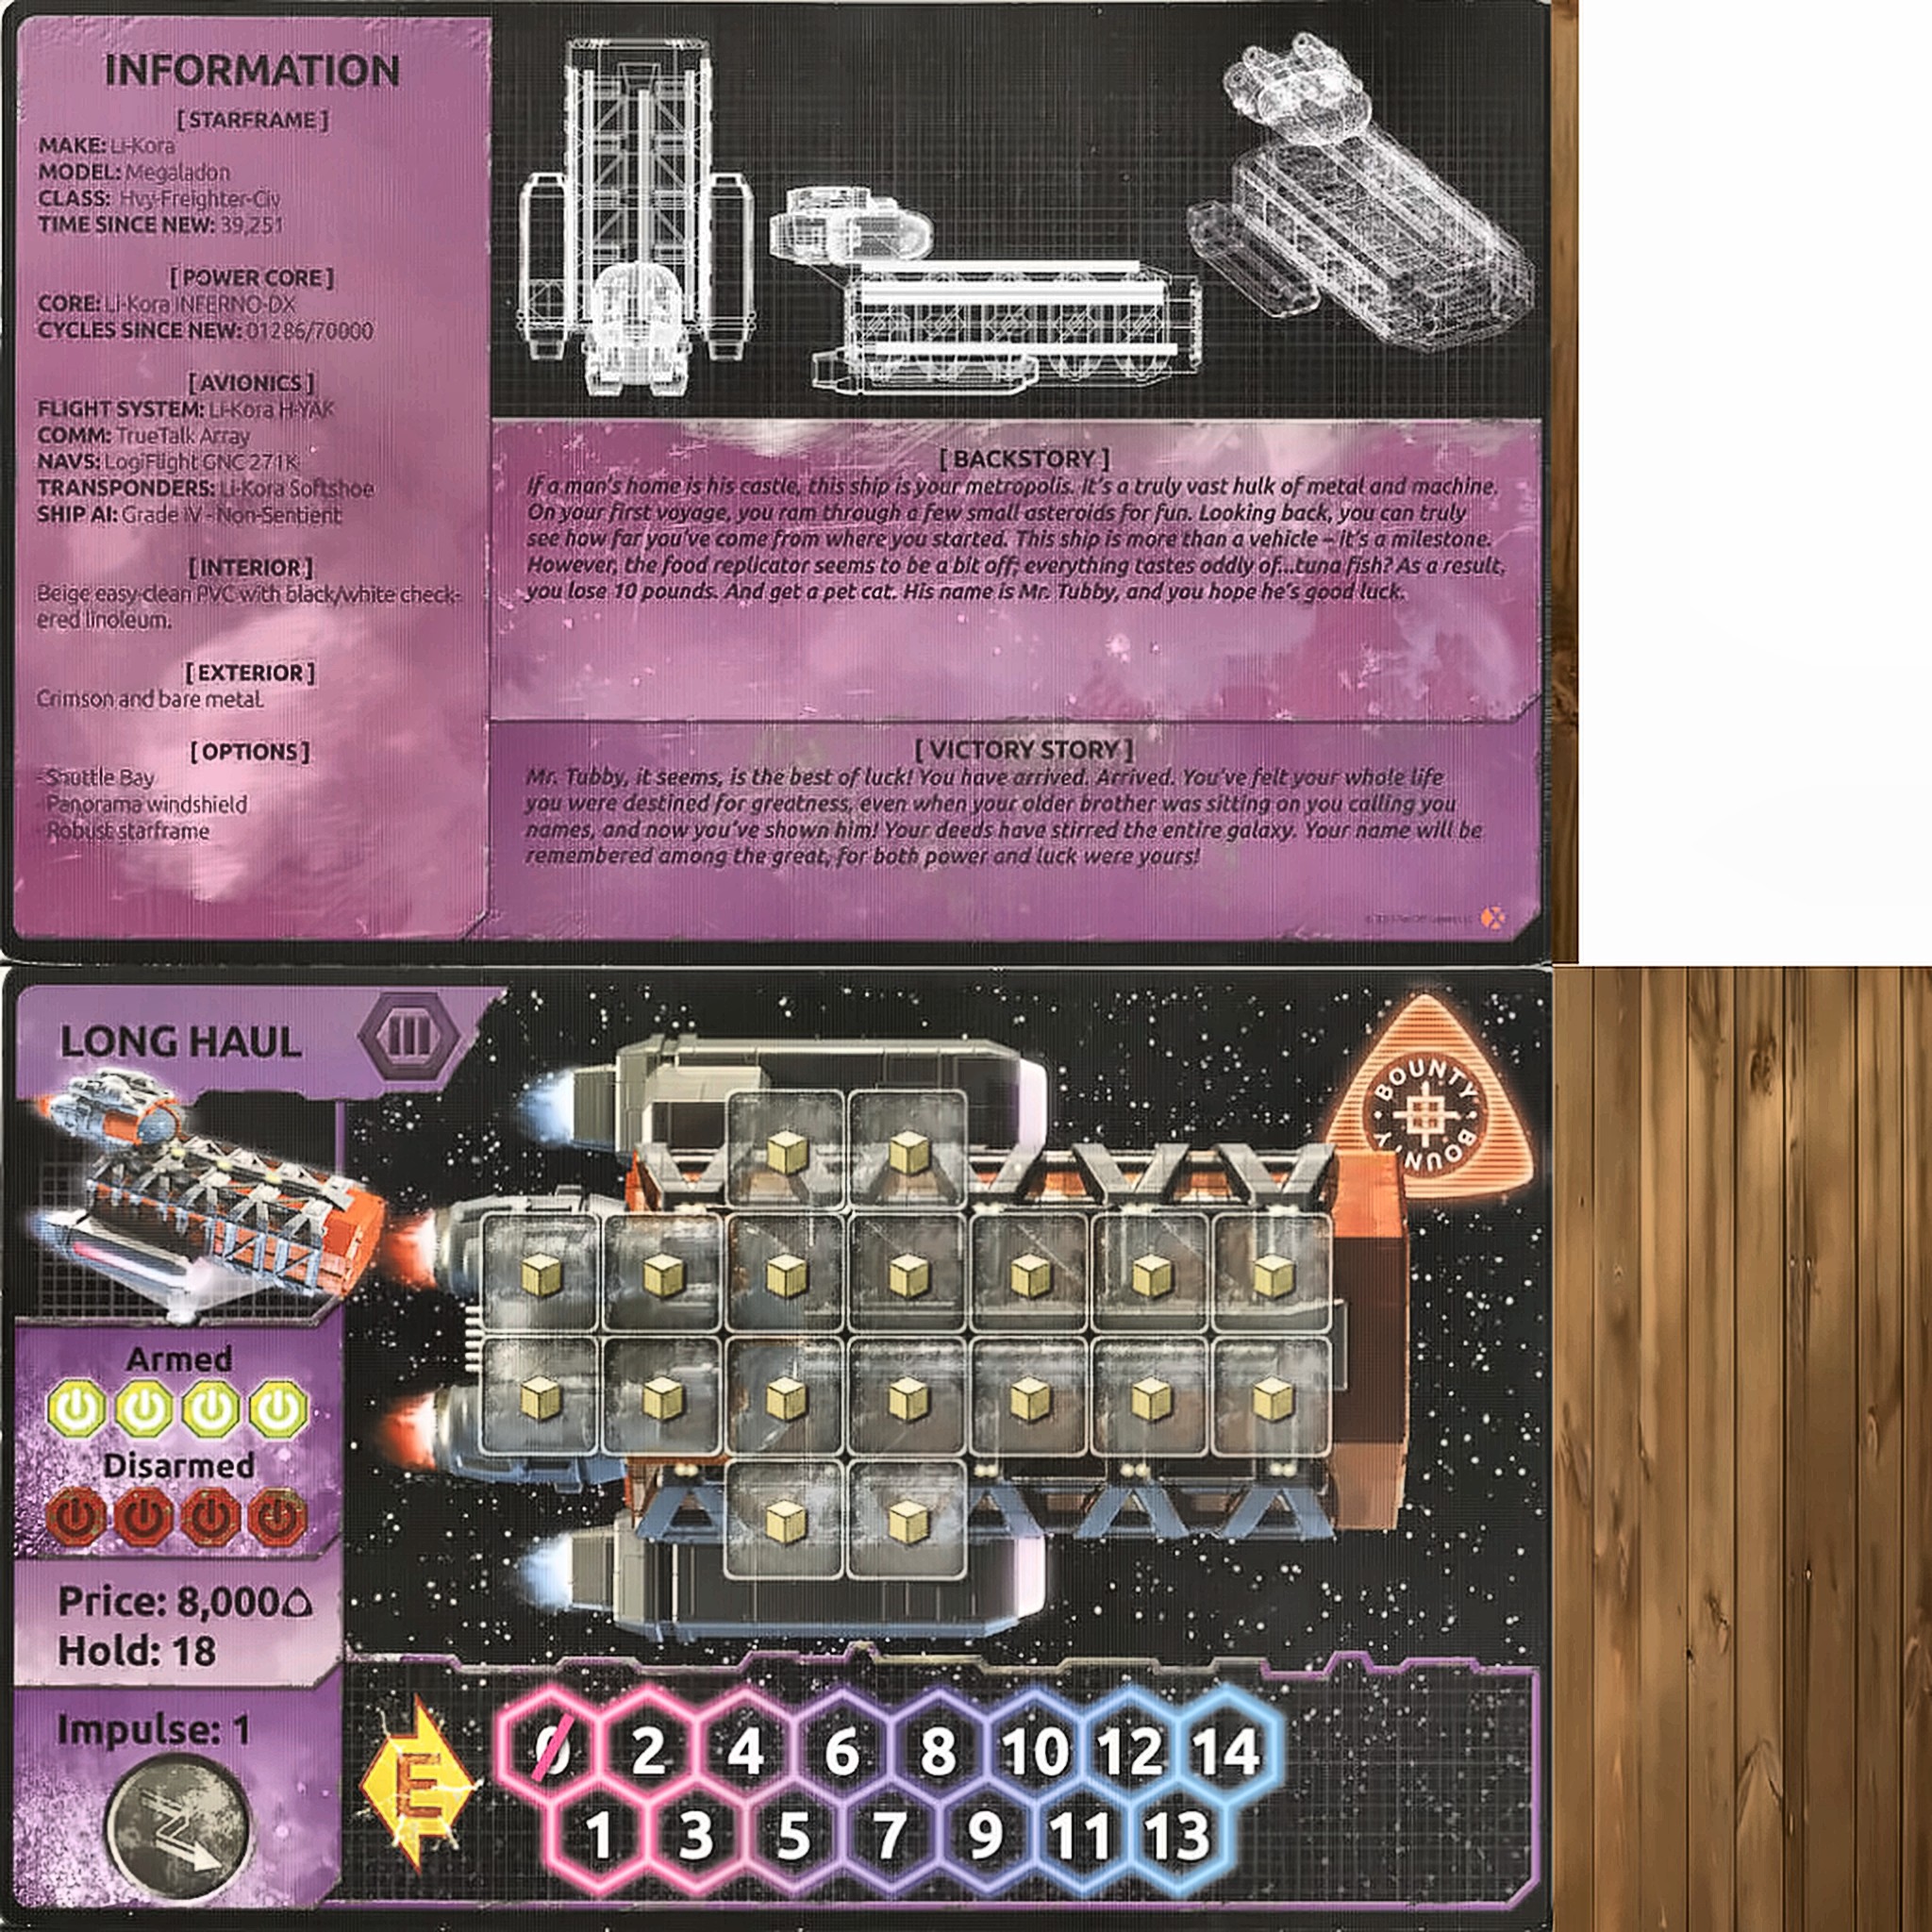 INFORMATION
[ STARFRAME ]
MAKE: Li-Kora
MODEL: Megaladon
CLASS: Hvy-Freighter-Civ
TIME SINCE NEW: 39,251
[ POWER CORE ]
CORE: Li-Kora INFERNO-DX
CYCLES SINCE NEW: 01286/70000
[ AVIONICS ]
FLIGHT SYSTEM: Li-Kora H-YAK
COMM: TrueTalk Array
NAVS: LogiFlight GNC 271K
TRANSPONDERS: Li-Kora Softshoe
SHIP AI: Grade IV - Non-Sentient
[ INTERIOR ]
Beige easy-clean PVC with black/white check-
ered linoleum.
[ EXTERIOR ]
Crimson and bare metal.
[ OPTIONS ]
- Shuttle Bay
- Panorama windshield
- Robust starframe
[ BACKSTORY ]
If a man's home is his castle, this ship is your metropolis. It's a truly vast hulk of metal and machine.
On your first voyage, you ram through a few small asteroids for fun. Looking back, you can truly
see how far you've come from where you started. This ship is more than a vehicle – it's a milestone.
However, the food replicator seems to be a bit off; everything tastes oddly of...tuna fish? As a result,
you lose 10 pounds. And get a pet cat. His name is Mr. Tubby, and you hope he's good luck.
[ VICTORY STORY ]
Mr. Tubby, it seems, is the best of luck! You have arrived. Arrived. You've felt your whole life
you were destined for greatness, even when your older brother was sitting on you calling you
names, and now you've shown him! Your deeds have stirred the entire galaxy. Your name will be
remembered among the great, for both power and luck were yours!
LONG HAUL
III
BOUNTY
BOUNTY
Armed
Disarmed
Price: 8,000
Hold: 18
Impulse: 1
E
0 2 4 6 8 10 12 14
1 3 5 7 9 11 13